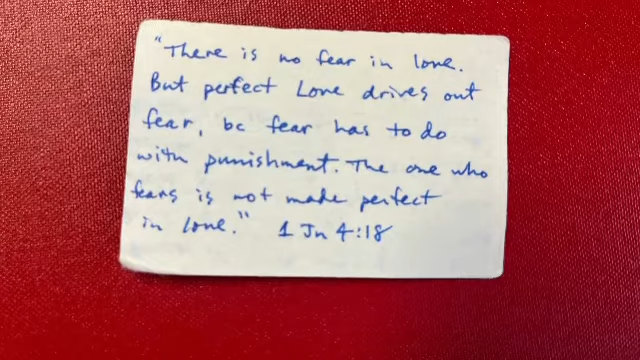 "There is no fear in love.
But perfect Love drives out
fear, bc fear has to do
with punishment. The one who
fears is not made perfect
in love." 1 Jn 4:18